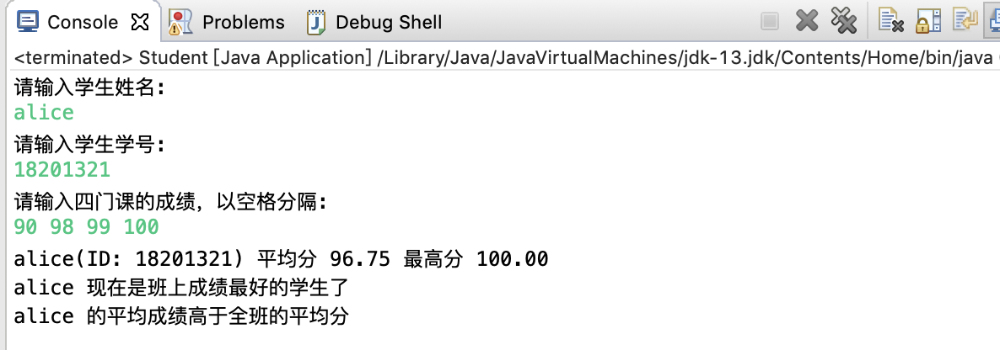 Console Problems Debug Shell
<terminated> Student [Java Application] /Library/Java/JavaVirtualMachines/jdk-13.jdk/Contents/Home/bin/java
请输入学生姓名:
alice
请输入学生学号:
18201321
请输入四门课的成绩，以空格分隔:
90 98 99 100
alice(ID: 18201321) 平均分 96.75 最高分 100.00
alice 现在是班上成绩最好的学生了
alice 的平均成绩高于全班的平均分